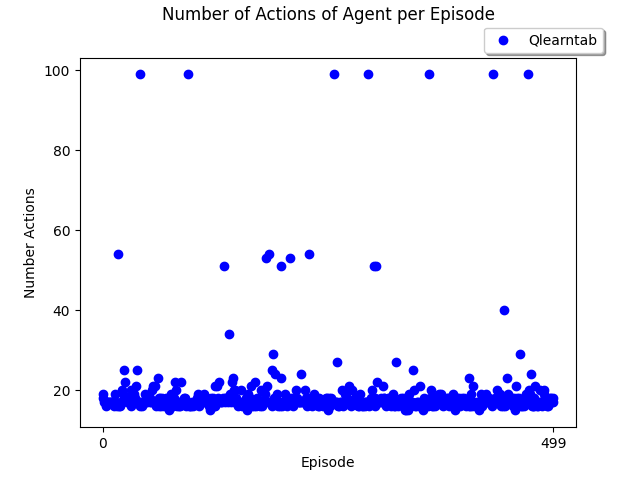 Number of Actions of Agent per Episode
Qlearntab
100
80
60
40
20
Number Actions
0
499
Episode